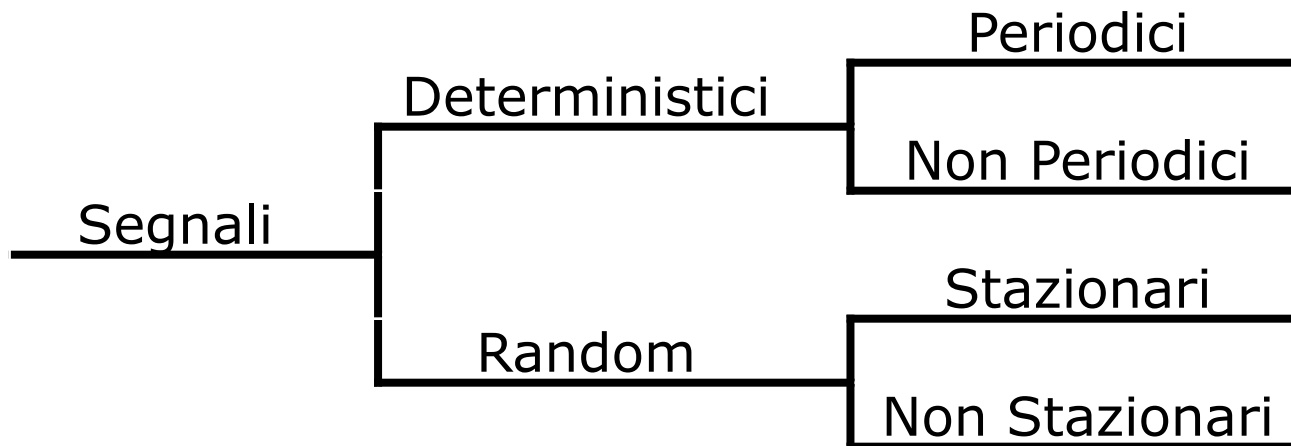 Periodici
Deterministici
Non Periodici
Segnali
Stazionari
Random
Non Stazionari